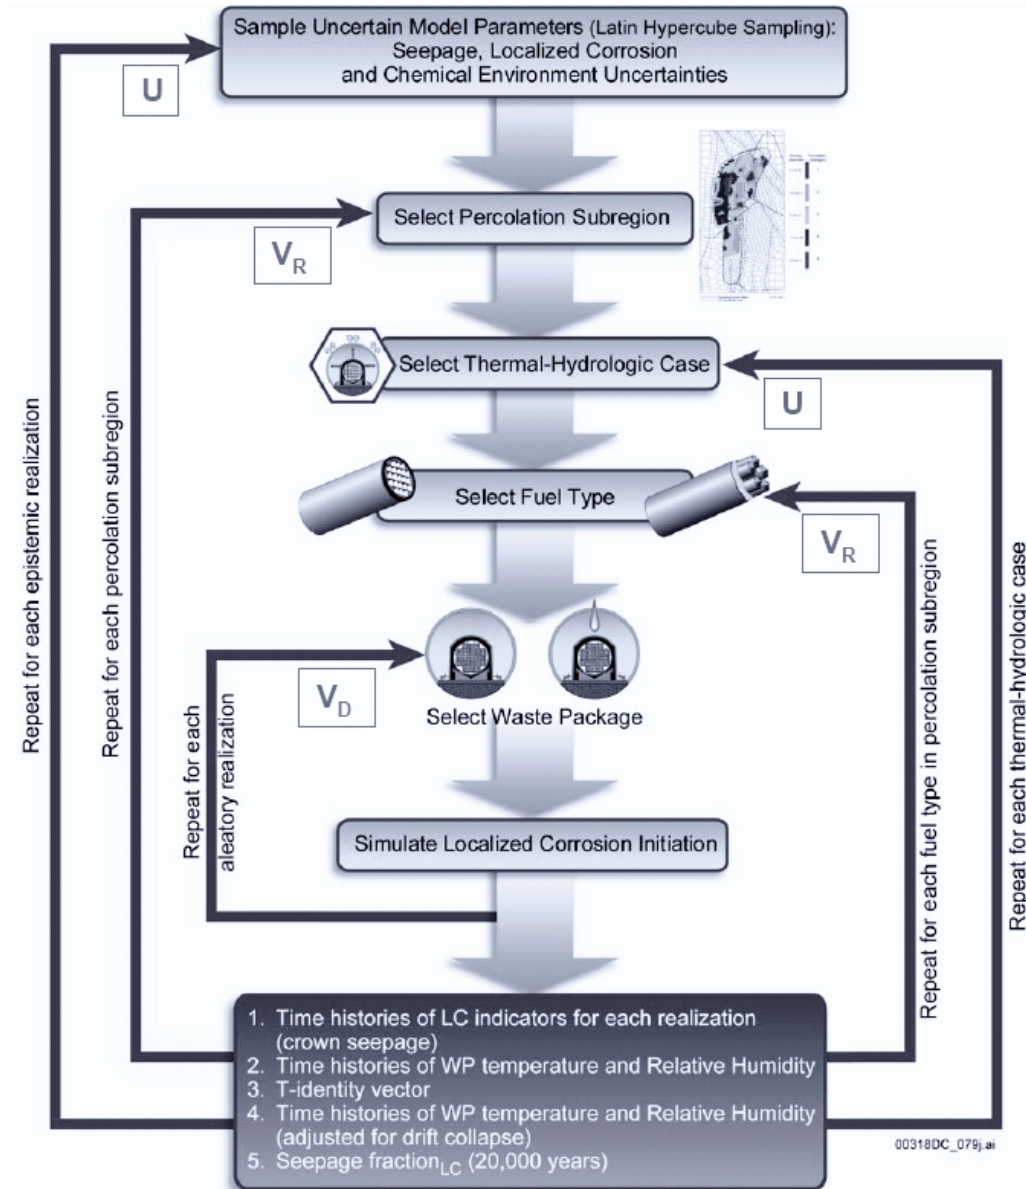 Sample Uncertain Model Parameters (Latin Hypercube Sampling):
Seepage, Localized Corrosion
and Chemical Environment Uncertainties
U
Select Percolation Subregion
V_R
Select Thermal-Hydrologic Case
U
Select Fuel Type
V_R
Select Waste Package
V_D
Simulate Localized Corrosion Initiation
Repeat for each epistemic realization
Repeat for each percolation subregion
Repeat for each
aleatory realization
Repeat for each fuel type in percolation subregion
Repeat for each thermal-hydrologic case
1. Time histories of LC indicators for each realization
(crown seepage)
2. Time histories of WP temperature and Relative Humidity
3. T-identity vector
4. Time histories of WP temperature and Relative Humidity
(adjusted for drift collapse)
5. Seepage fraction_LC (20,000 years)
00318DC_079j.ai